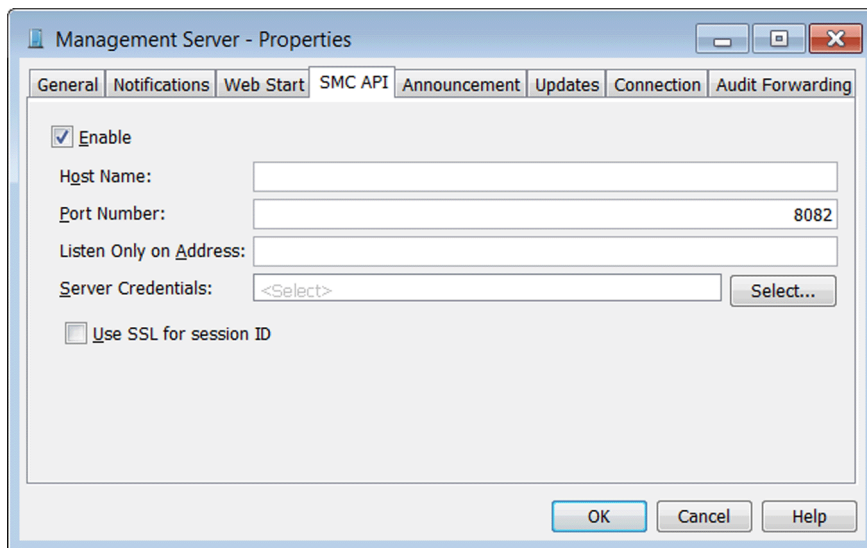 Management Server - Properties
General Notifications Web Start SMC API Announcement Updates Connection Audit Forwarding
Enable
Host Name:
Port Number: 8082
Listen Only on Address:
Server Credentials: <Select> Select...
Use SSL for session ID
OK Cancel Help